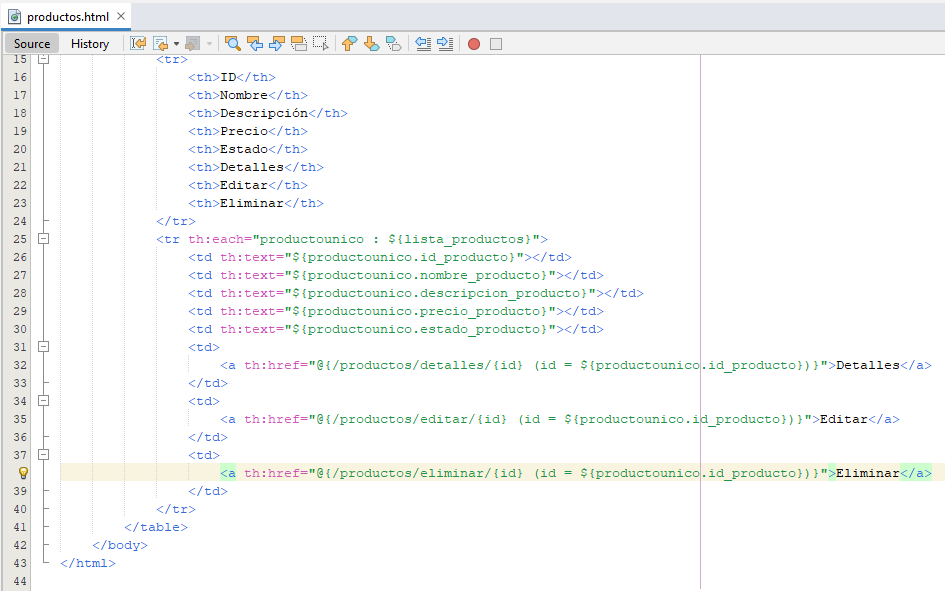 productos.html
Source History
15 <tr>
16 <th>ID</th>
17 <th>Nombre</th>
18 <th>Descripción</th>
19 <th>Precio</th>
20 <th>Estado</th>
21 <th>Detalles</th>
22 <th>Editar</th>
23 <th>Eliminar</th>
24 </tr>
25 <tr th:each="productounico : ${lista_productos}">
26 <td th:text="${productounico.id_producto}"></td>
27 <td th:text="${productounico.nombre_producto}"></td>
28 <td th:text="${productounico.descripcion_producto}"></td>
29 <td th:text="${productounico.precio_producto}"></td>
30 <td th:text="${productounico.estado_producto}"></td>
31 <td>
32 <a th:href="@{/productos/detalles/{id} (id = ${productounico.id_producto})}">Detalles</a>
33 </td>
34 <td>
35 <a th:href="@{/productos/editar/{id} (id = ${productounico.id_producto})}">Editar</a>
36 </td>
37 <td>
<a th:href="@{/productos/eliminar/{id} (id = ${productounico.id_producto})}">Eliminar</a>
39 </td>
40 </tr>
41 </table>
42 </body>
43 </html>
44